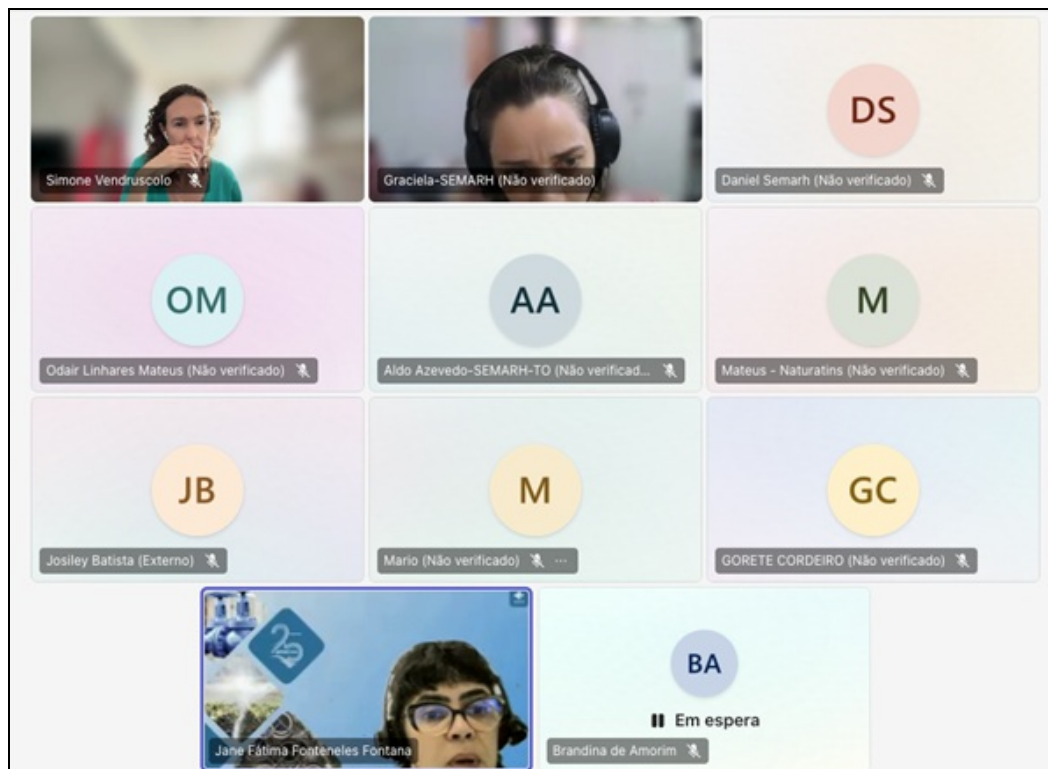 Simone Vendruscolo
Graciela-SEMARH (Não verificado)
DS
Daniel Semarh (Não verificado)
OM
Odair Linhares Mateus (Não verificado)
AA
Aldo Azevedo-SEMARH-TO (Não verificad...
M
Mateus - Naturatins (Não verificado)
JB
Josiley Batista (Externo)
M
Mario (Não verificado) ...
GC
GORETE CORDEIRO (Não verificado)
25
Jane Fátima Fonteneles Fontana
BA
Em espera
Brandina de Amorim